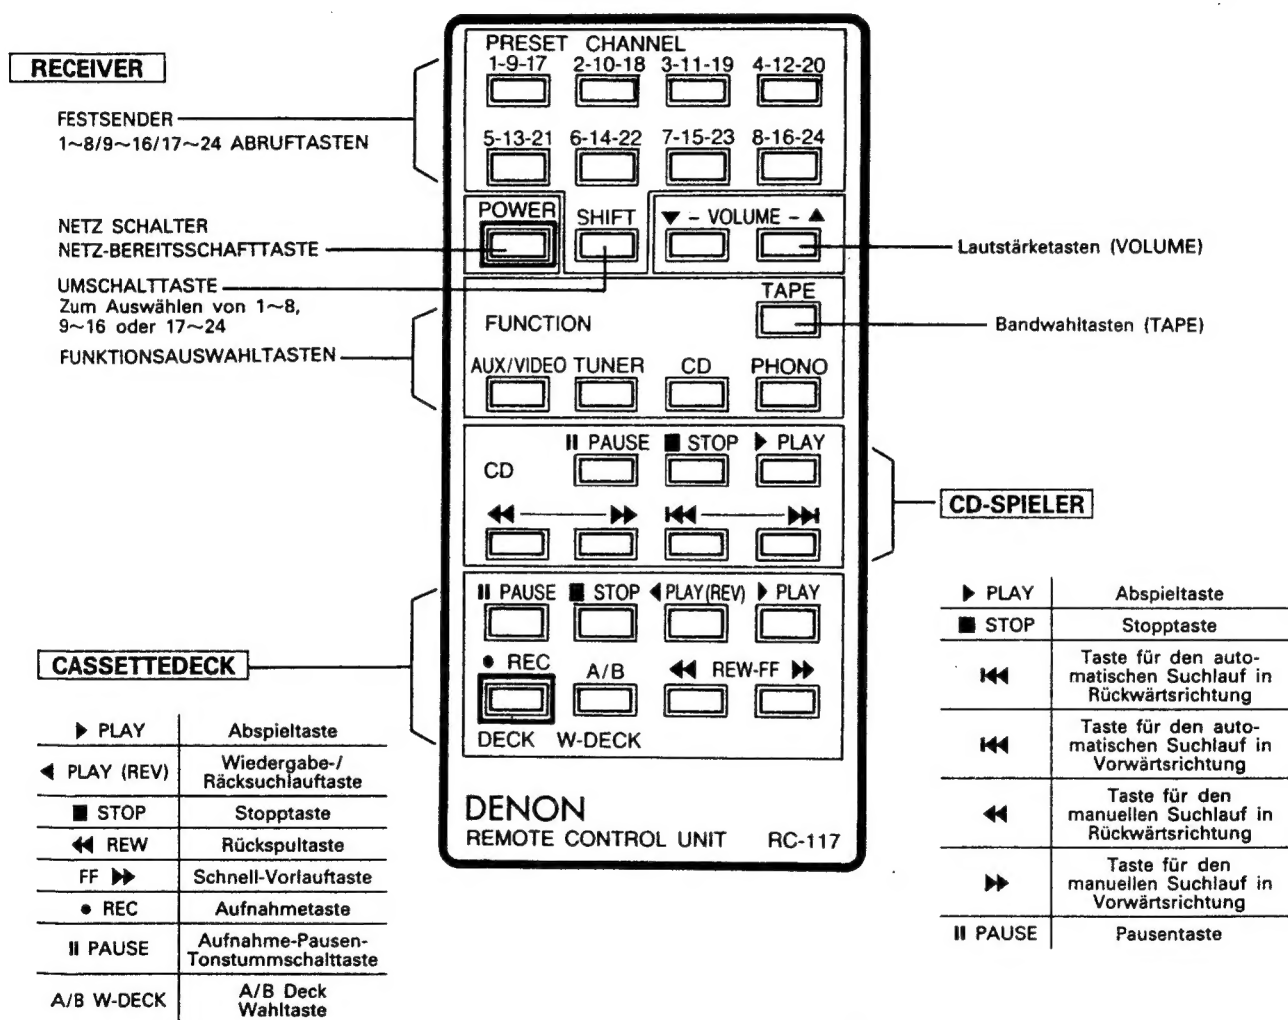 RECEIVER
FESTSENDER
1~8/9~16/17~24 ABRUFTASTEN
NETZ SCHALTER
NETZ-BEREITSSCHAFTTASTE
UMSCHALTTASTE
Zum Auswählen von 1~8,
9~16 oder 17~24
FUNKTIONSAUSWAHLTASTEN
PRESET CHANNEL
1-9-17 2-10-18 3-11-19 4-12-20
5-13-21 6-14-22 7-15-23 8-16-24
POWER SHIFT ▼ - VOLUME - ▲
Lautstärketasten (VOLUME)
TAPE
FUNCTION
Bandwahltasten (TAPE)
AUX/VIDEO TUNER CD PHONO
II PAUSE ■ STOP ▶ PLAY
CD
◀◀ ▶▶ I◀◀ ▶▶I
CD-SPIELER
II PAUSE ■ STOP ◀ PLAY(REV) ▶ PLAY
● REC A/B ◀◀ REW-FF ▶▶
DECK W-DECK
DENON
REMOTE CONTROL UNIT RC-117
CASSETTEDECK
▶ PLAY Abspieltaste
◀ PLAY (REV) Wiedergabe-/
Räcksuchlauftaste
■ STOP Stopptaste
◀◀ REW Rückspultaste
FF ▶▶ Schnell-Vorlauftaste
● REC Aufnahmetaste
II PAUSE Aufnahme-Pausen-
Tonstummschalttaste
A/B W-DECK A/B Deck
Wahltaste
▶ PLAY Abspieltaste
■ STOP Stopptaste
I◀◀ Taste für den auto-
matischen Suchlauf in
Rückwärtsrichtung
I◀◀ Taste für den auto-
matischen Suchlauf in
Vorwärtsrichtung
◀◀ Taste für den
manuellen Suchlauf in
Rückwärtsrichtung
▶▶ Taste für den
manuellen Suchlauf in
Vorwärtsrichtung
II PAUSE Pausentaste